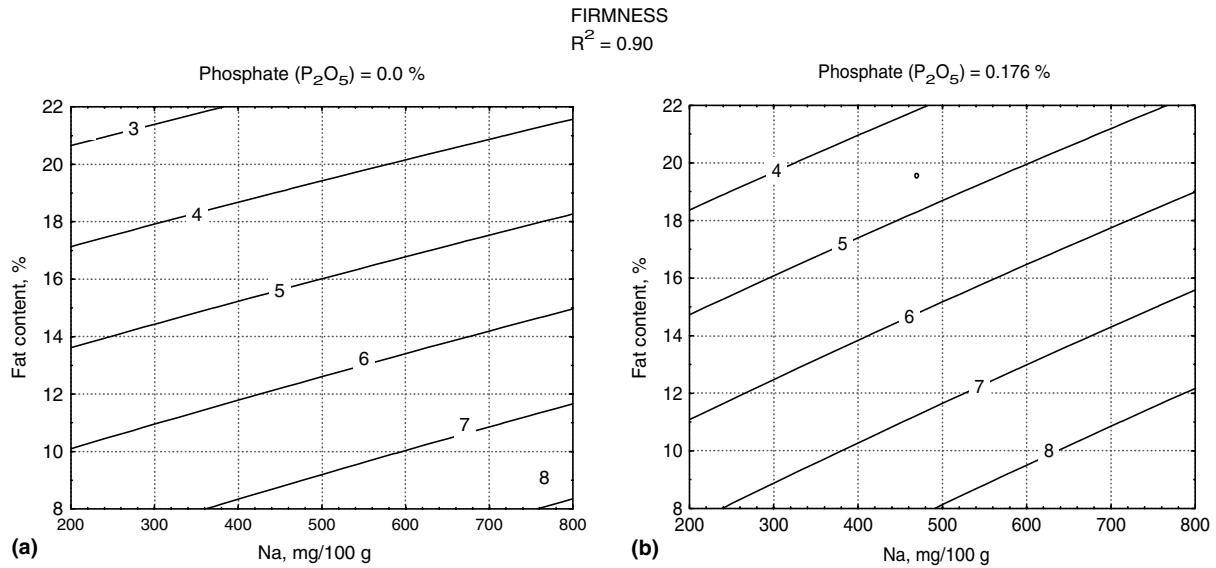 FIRMNESS
R² = 0.90
Phosphate (P₂O₅) = 0.0 %
22
20
18
16
14
12
10
8
Fat content, %
3
4
5
6
7
8
200 300 400 500 600 700 800
(a)
Na, mg/100 g
Phosphate (P₂O₅) = 0.176 %
22
20
18
16
14
12
10
8
Fat content, %
4
5
6
7
8
200 300 400 500 600 700 800
(b)
Na, mg/100 g